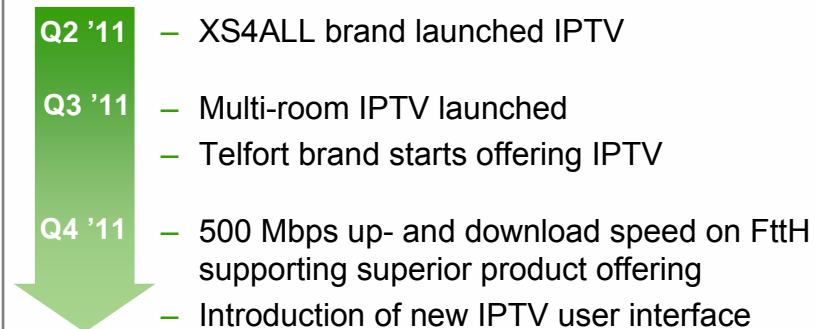 Q2 ’11 – XS4ALL brand launched IPTV
Q3 ’11 – Multi-room IPTV launched
– Telfort brand starts offering IPTV
Q4 ’11 – 500 Mbps up- and download speed on FttH
supporting superior product offering
– Introduction of new IPTV user interface